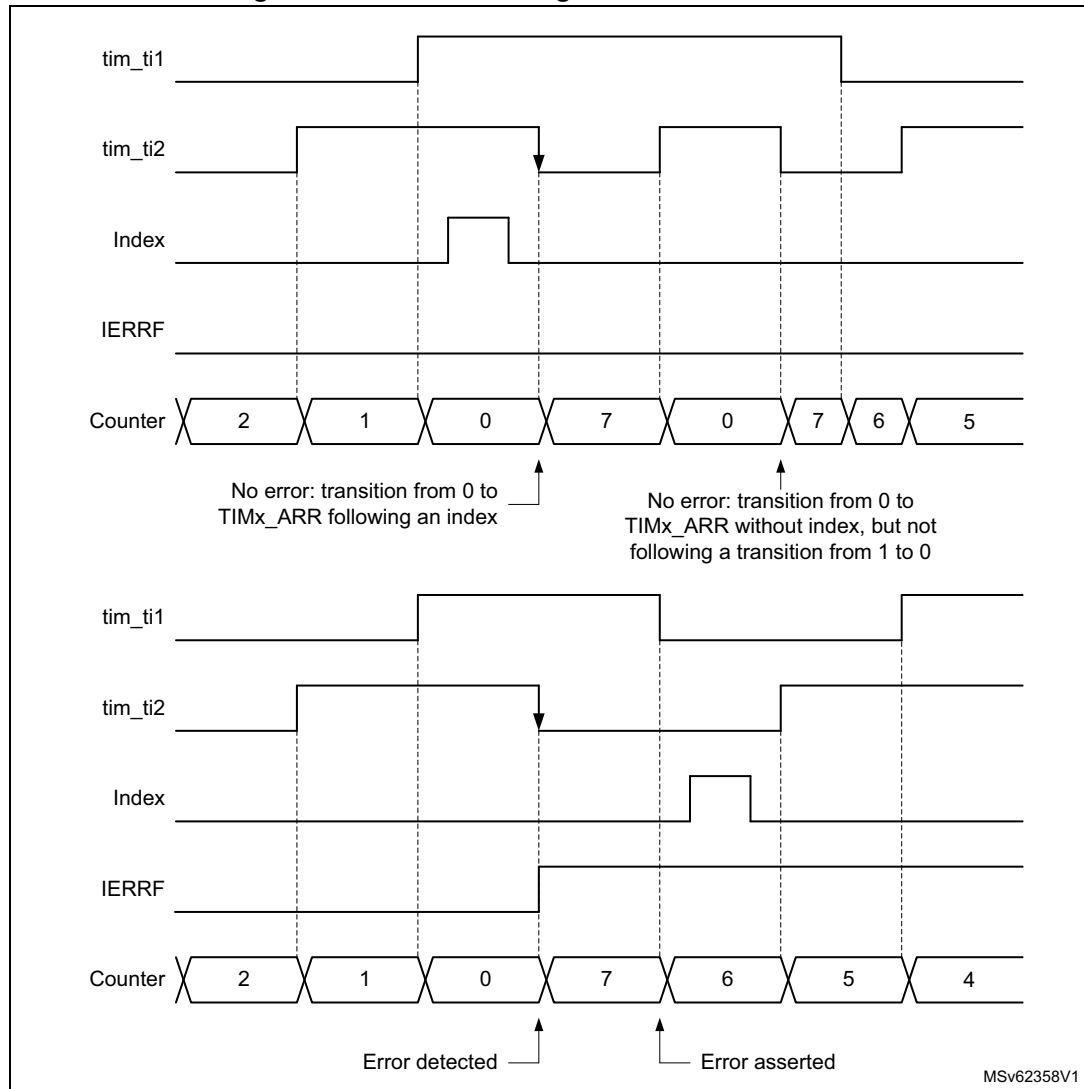 tim_ti1
tim_ti2
Index
IERRF
Counter 2 1 0 7 0 7 6 5
No error: transition from 0 to
TIMx_ARR following an index
No error: transition from 0 to
TIMx_ARR without index, but not
following a transition from 1 to 0
tim_ti1
tim_ti2
Index
IERRF
Counter 2 1 0 7 6 5 4
Error detected Error asserted
MSv62358V1